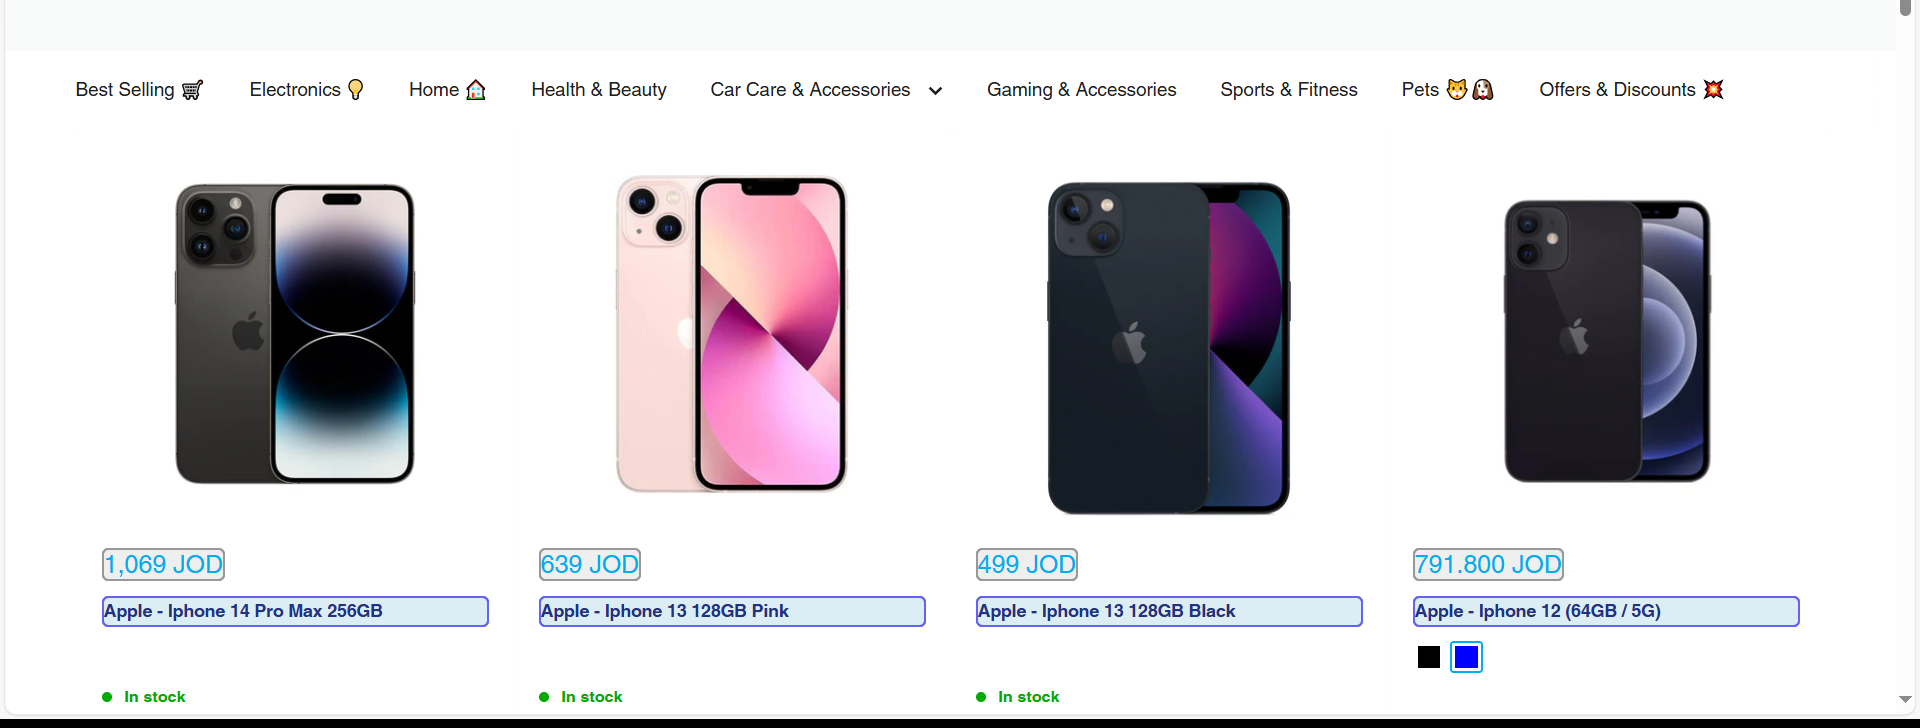 Best Selling 🛒 Electronics 💡 Home 🏠 Health & Beauty Car Care & Accessories Gaming & Accessories Sports & Fitness Pets 🐱🐶 Offers & Discounts 💥
1,069 JOD
Apple - Iphone 14 Pro Max 256GB
In stock
639 JOD
Apple - Iphone 13 128GB Pink
In stock
499 JOD
Apple - Iphone 13 128GB Black
In stock
791.800 JOD
Apple - Iphone 12 (64GB / 5G)